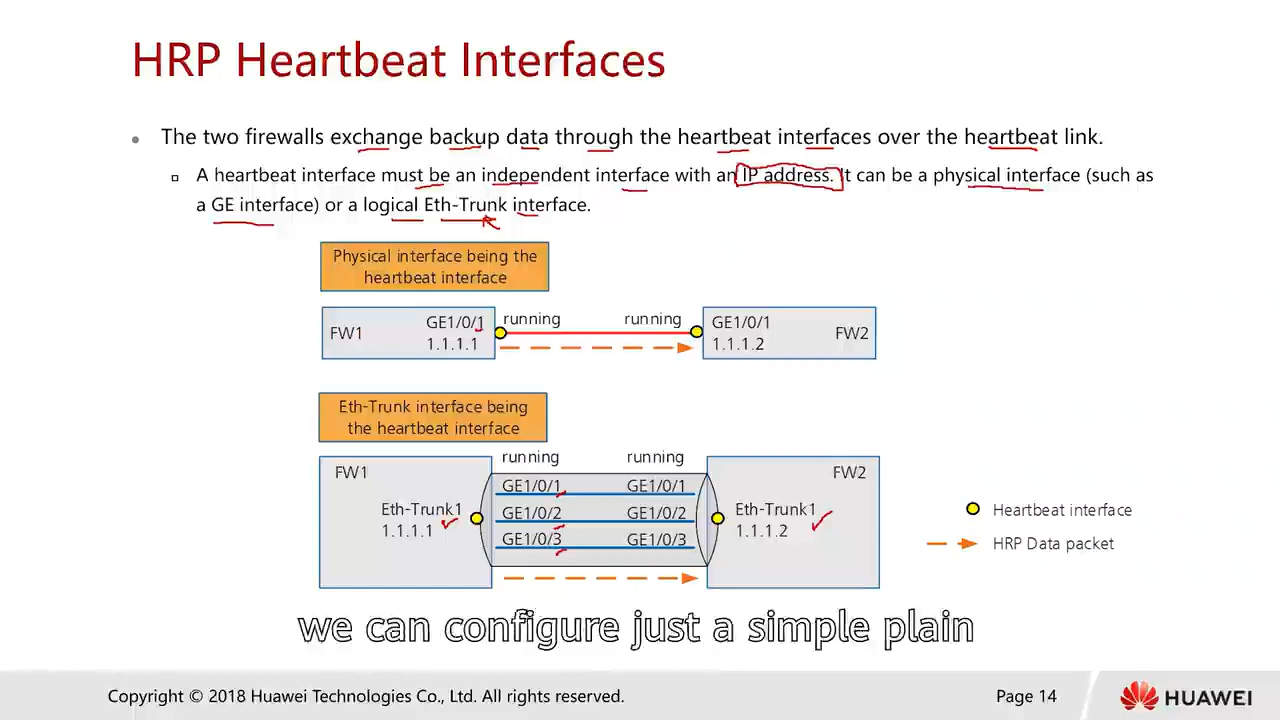 HRP Heartbeat Interfaces
The two firewalls exchange backup data through the heartbeat interfaces over the heartbeat link.
A heartbeat interface must be an independent interface with an IP address. It can be a physical interface (such as
a GE interface) or a logical Eth-Trunk interface.
Physical interface being the
heartbeat interface
FW1
GE1/0/1
1.1.1.1
running
running
GE1/0/1
1.1.1.2
FW2
Eth-Trunk interface being
the heartbeat interface
running
running
FW1
FW2
Eth-Trunk1
1.1.1.1
GE1/0/1
GE1/0/1
GE1/0/2
GE1/0/2
GE1/0/3
GE1/0/3
Eth-Trunk1
1.1.1.2
Heartbeat interface
HRP Data packet
we can configure just a simple plain
Copyright © 2018 Huawei Technologies Co., Ltd. All rights reserved.
Page 14
HUAWEI